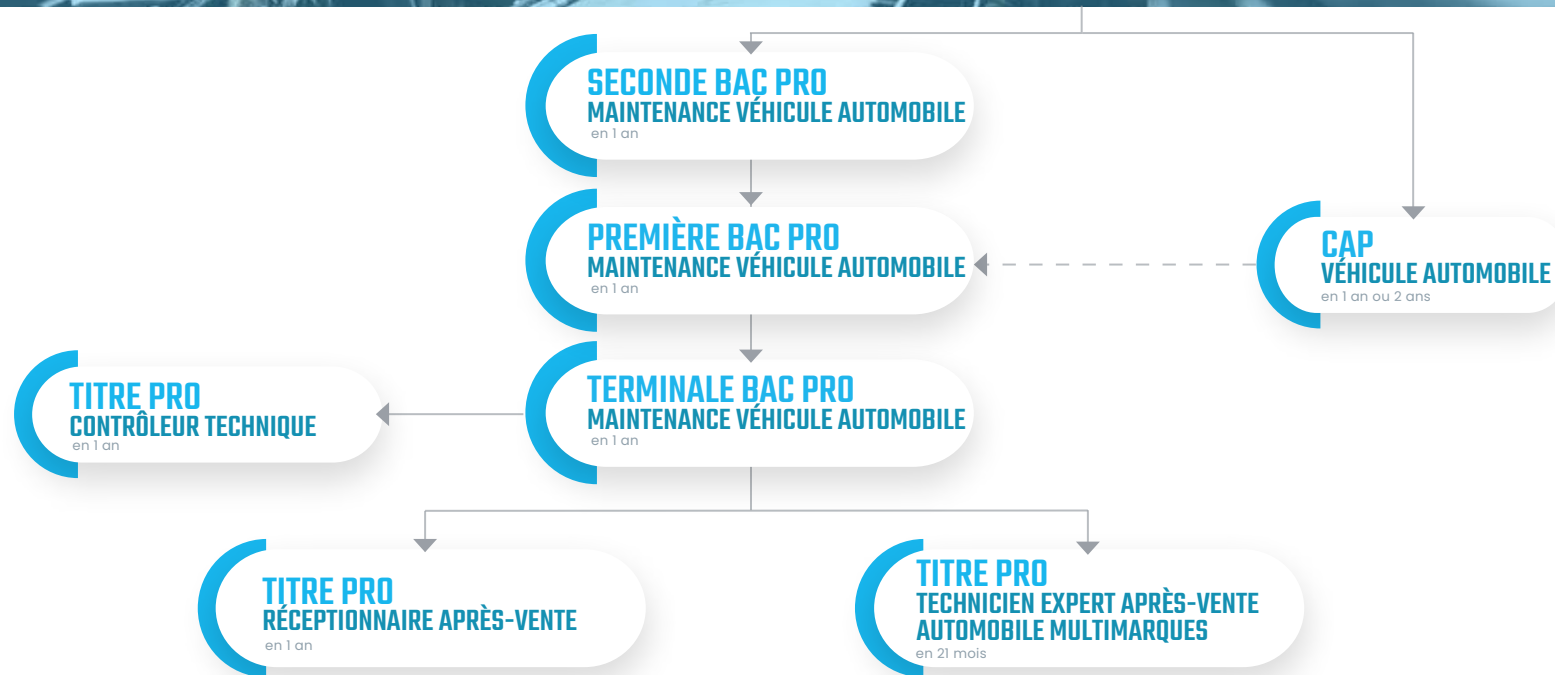 SECONDE BAC PRO
MAINTENANCE VÉHICULE AUTOMOBILE
en 1 an
PREMIÈRE BAC PRO
MAINTENANCE VÉHICULE AUTOMOBILE
en 1 an
CAP
VÉHICULE AUTOMOBILE
en 1 an ou 2 ans
TITRE PRO
CONTRÔLEUR TECHNIQUE
en 1 an
TERMINALE BAC PRO
MAINTENANCE VÉHICULE AUTOMOBILE
en 1 an
TITRE PRO
RÉCEPTIONNAIRE APRÈS-VENTE
en 1 an
TITRE PRO
TECHNICIEN EXPERT APRÈS-VENTE
AUTOMOBILE MULTIMARQUES
en 21 mois